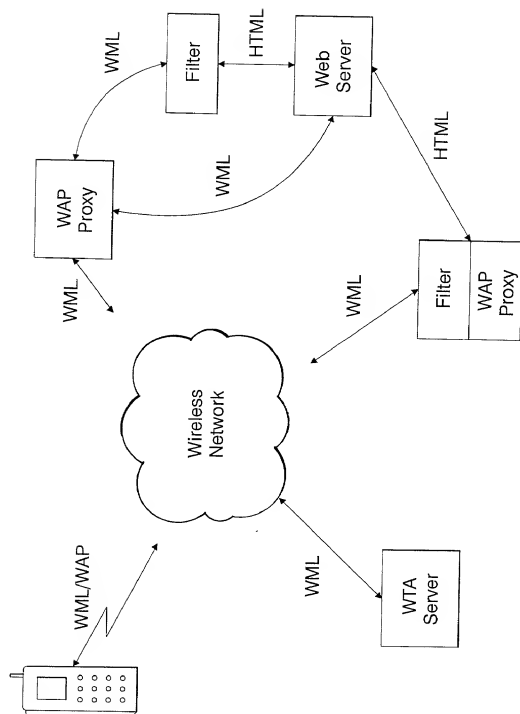 WML
Filter
HTML
WAP
Proxy
WML
Web
Server
WML
HTML
Wireless
Network
WML
Filter
WAP
Proxy
WML/WAP
WML
WTA
Server